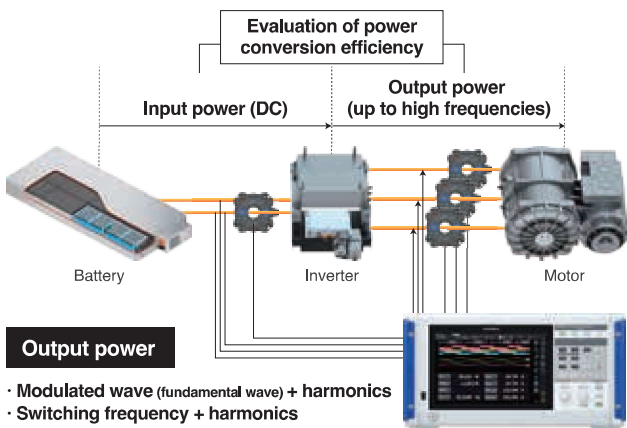 Evaluation of power
conversion efficiency
Input power (DC)
Output power
(up to high frequencies)
Battery
Inverter
Motor
Output power
· Modulated wave (fundamental wave) + harmonics
· Switching frequency + harmonics